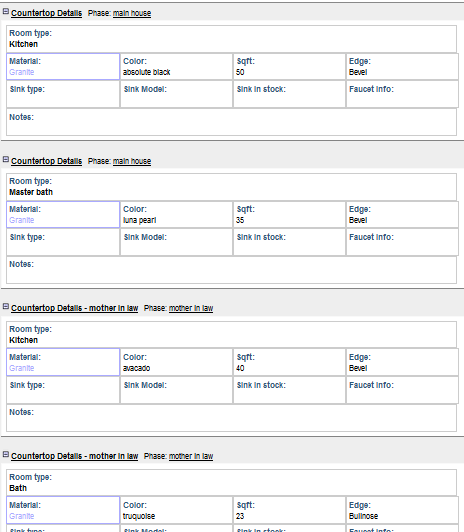 Countertop Details Phase: main house
Room type:
Kitchen
Material: Color: Sqft: Edge:
Granite absolute black 50 Bevel
Sink type: Sink Model: Sink in stock: Faucet Info:
Notes:
Countertop Details Phase: main house
Room type:
Master bath
Material: Color: Sqft: Edge:
Granite luna pearl 35 Bevel
Sink type: Sink Model: Sink in stock: Faucet Info:
Notes:
Countertop Details - mother in law Phase: mother in law
Room type:
Kitchen
Material: Color: Sqft: Edge:
Granite avacado 40 Bevel
Sink type: Sink Model: Sink in stock: Faucet Info:
Notes:
Countertop Details - mother in law Phase: mother in law
Room type:
Bath
Material: Color: Sqft: Edge:
Granite truquoise 23 Bullnose
Sink type: Sink Model: Sink in stock: Faucet Info: